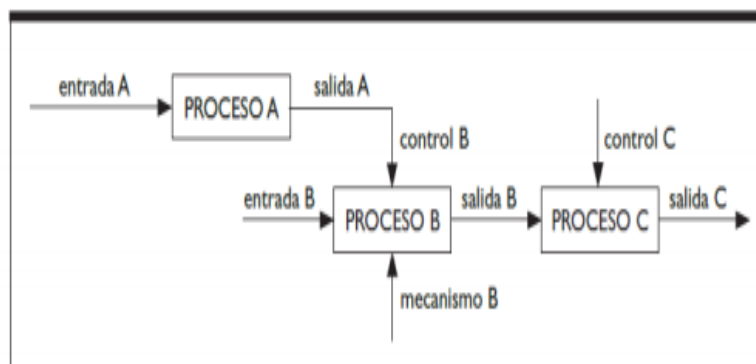 entrada A
PROCESO A
salida A
control B
control C
entrada B
PROCESO B
salida B
PROCESO C
salida C
mecanismo B